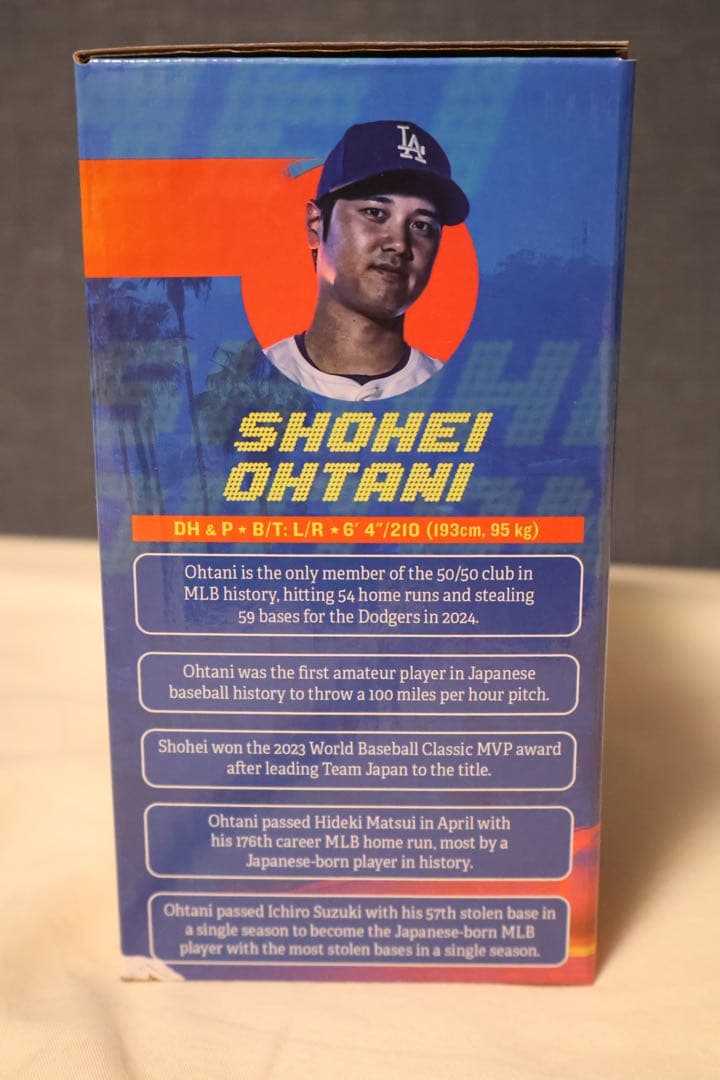 LA
SHOHEI
OHTANI
DH & P ★ B/T: L/R ★ 6' 4"/210 (193cm, 95 kg)
Ohtani is the only member of the 50/50 club in
MLB history, hitting 54 home runs and stealing
59 bases for the Dodgers in 2024.
Ohtani was the first amateur player in Japanese
baseball history to throw a 100 miles per hour pitch.
Shohei won the 2023 World Baseball Classic MVP award
after leading Team Japan to the title.
Ohtani passed Hideki Matsui in April with
his 176th career MLB home run, most by a
Japanese-born player in history.
Ohtani passed Ichiro Suzuki with his 57th stolen base in
a single season to become the Japanese-born MLB
player with the most stolen bases in a single season.